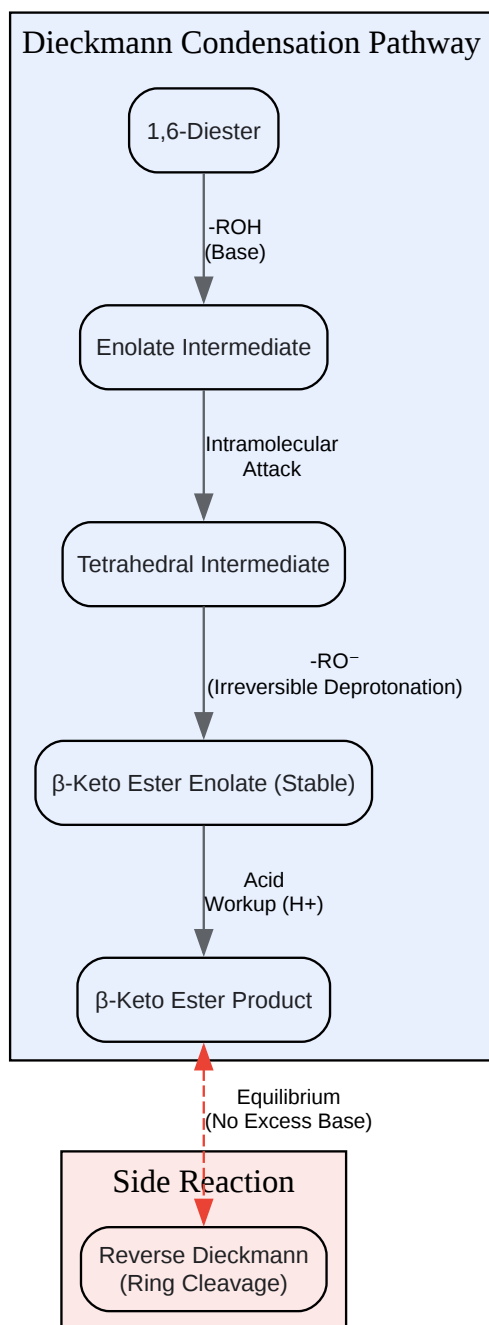 Dieckmann Condensation Pathway
1,6-Diester
-ROH
(Base)
Enolate Intermediate
Intramolecular
Attack
Tetrahedral Intermediate
-RO⁻
(Irreversible Deprotonation)
β-Keto Ester Enolate (Stable)
Acid
Workup (H+)
β-Keto Ester Product
Equilibrium
(No Excess Base)
Side Reaction
Reverse Dieckmann
(Ring Cleavage)